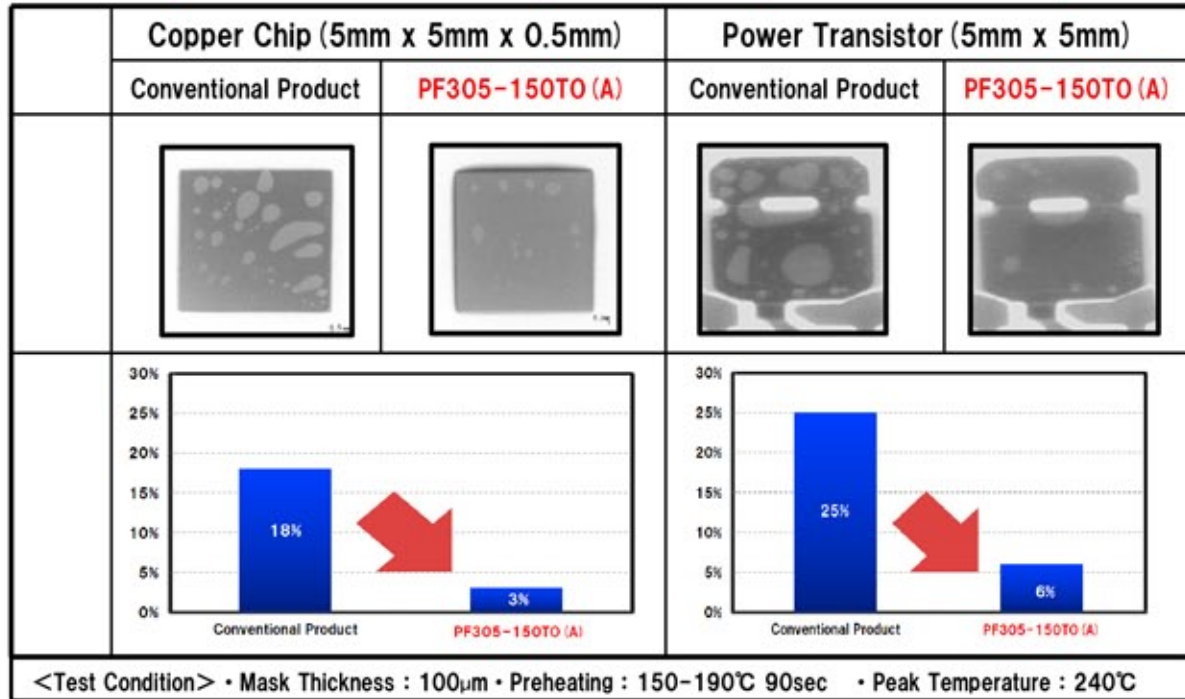 Copper Chip (5mm x 5mm x 0.5mm)
Power Transistor (5mm x 5mm)
Conventional Product
PF305-150TO (A)
Conventional Product
PF305-150TO (A)
30%
25%
20%
15%
10%
5%
0%
18%
3%
Conventional Product
PF305-150TO (A)
30%
25%
20%
15%
10%
5%
0%
25%
6%
Conventional Product
PF305-150TO (A)
<Test Condition> ・Mask Thickness : 100μm・Preheating : 150-190℃ 90sec ・Peak Temperature : 240℃